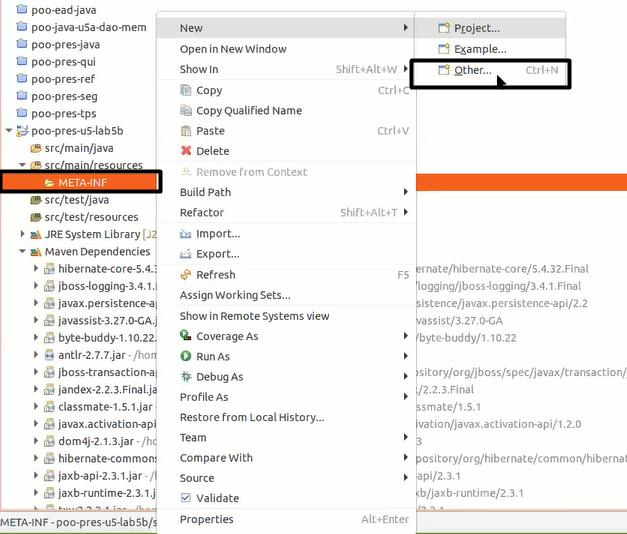 poo-ead-java
poo-java-u5a-dao-mem
poo-pres-java
poo-pres-qui
poo-pres-ref
poo-pres-seg
poo-pres-tps
poo-pres-u5-lab5b
src/main/java
src/main/resources
META-INF
src/test/java
src/test/resources
JRE System Library [J2
Maven Dependencies
hibernate-core-5.4.3
jboss-logging-3.4.1.F
javax.persistence-ap
javassist-3.27.0-GA.j
byte-buddy-1.10.22
antlr-2.7.7.jar - /hom
jboss-transaction-ap
jandex-2.2.3.Final.jar
classmate-1.5.1.jar -
javax.activation-api-
dom4j-2.1.3.jar - /ho
hibernate-commons
jaxb-api-2.3.1.jar - /h
jaxb-runtime-2.3.1.j
META-INF - poo-pres-u5-lab5b/s
New
Open in New Window
Show In Shift+Alt+W
Copy Ctrl+C
Copy Qualified Name
Paste Ctrl+V
Delete
Remove from Context
Build Path
Refactor Shift+Alt+T
Import...
Export...
Refresh F5
Assign Working Sets...
Show in Remote Systems view
Coverage As
Run As
Debug As
Profile As
Restore from Local History...
Team
Compare With
Source
Validate
Properties Alt+Enter
Project...
Example...
Other... Ctrl+N
ernate/hibernate-core/5.4.32.Final
gging/jboss-logging/3.4.1.Final
sistence/javax.persistence-api/2.2
vassist/3.27.0-GA
byte-buddy/1.10.22
pository/org/jboss/spec/javax/transaction/
/2.2.3.Final
ssmate/1.5.1
ivation/javax.activation-api/1.2.0
3
pository/org/hibernate/common/hibernat
api/2.3.1
axb/jaxb-runtime/2.3.1